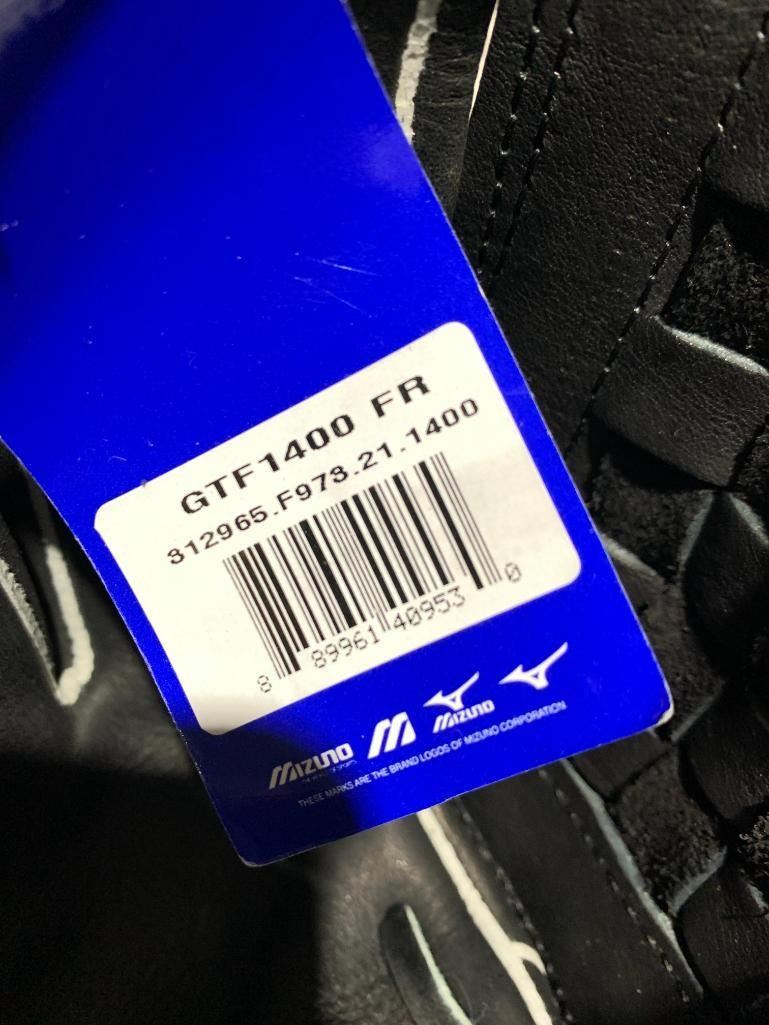 GTF1400 FR
312965.F973.21.1400
8 89961 40953 0
MIZUNO M MIZUNO
THESE MARKS ARE THE BRAND LOGOS OF MIZUNO CORPORATION